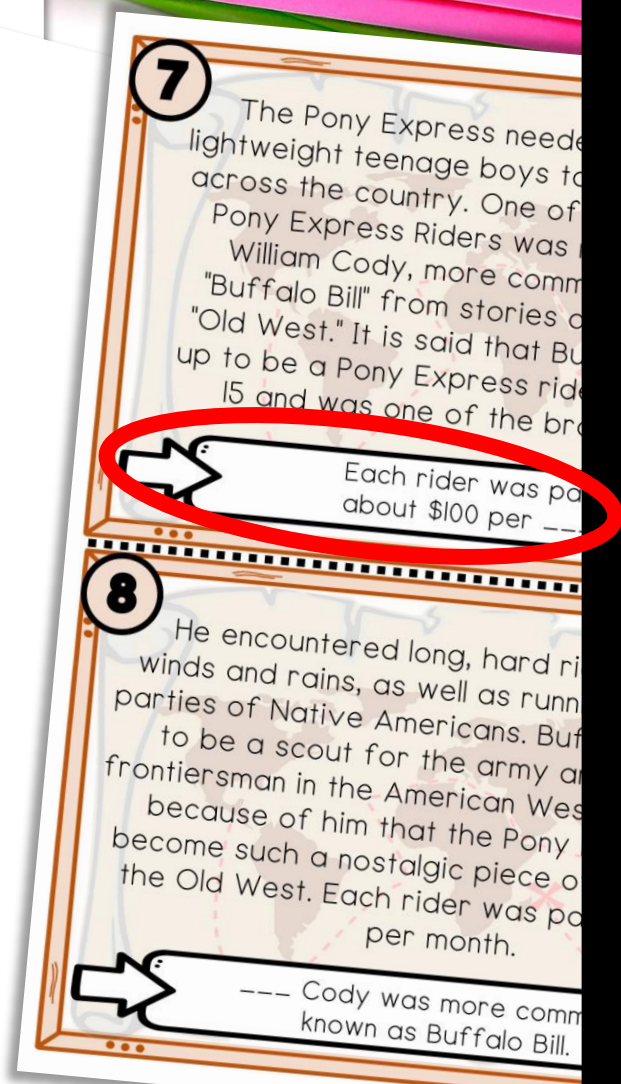 7
The Pony Express neede
lightweight teenage boys to
across the country. One of
Pony Express Riders was
William Cody, more comm
"Buffalo Bill" from stories o
"Old West." It is said that Bu
up to be a Pony Express ride
15 and was one of the bra
Each rider was pa
about $100 per ___
8
He encountered long, hard ri
winds and rains, as well as runn
parties of Native Americans. Buf
to be a scout for the army a
frontiersman in the American Wes
because of him that the Pony
become such a nostalgic piece o
the Old West. Each rider was pa
per month.
___ Cody was more comm
known as Buffalo Bill.